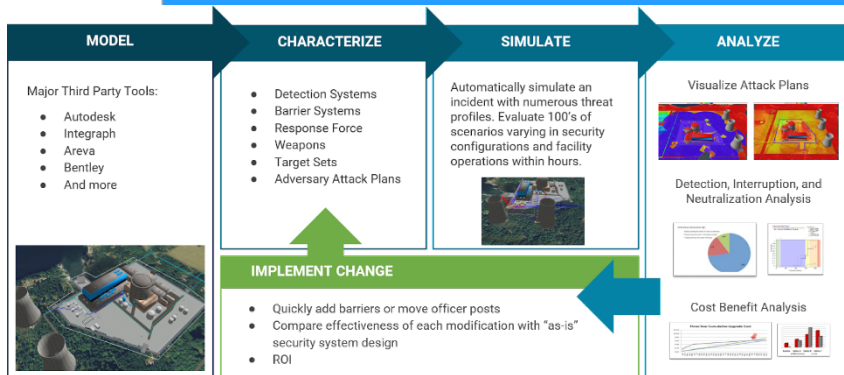 MODEL
Major Third Party Tools:
● Autodesk
● Integraph
● Areva
● Bentley
● And more
CHARACTERIZE
● Detection Systems
● Barrier Systems
● Response Force
● Weapons
● Target Sets
● Adversary Attack Plans
SIMULATE
Automatically simulate an
incident with numerous threat
profiles. Evaluate 100's of
scenarios varying in security
configurations and facility
operations within hours.
ANALYZE
Visualize Attack Plans
Detection, Interruption, and
Neutralization Analysis
Cost Benefit Analysis
IMPLEMENT CHANGE
● Quickly add barriers or move officer posts
● Compare effectiveness of each modification with “as-is”
security system design
● ROI